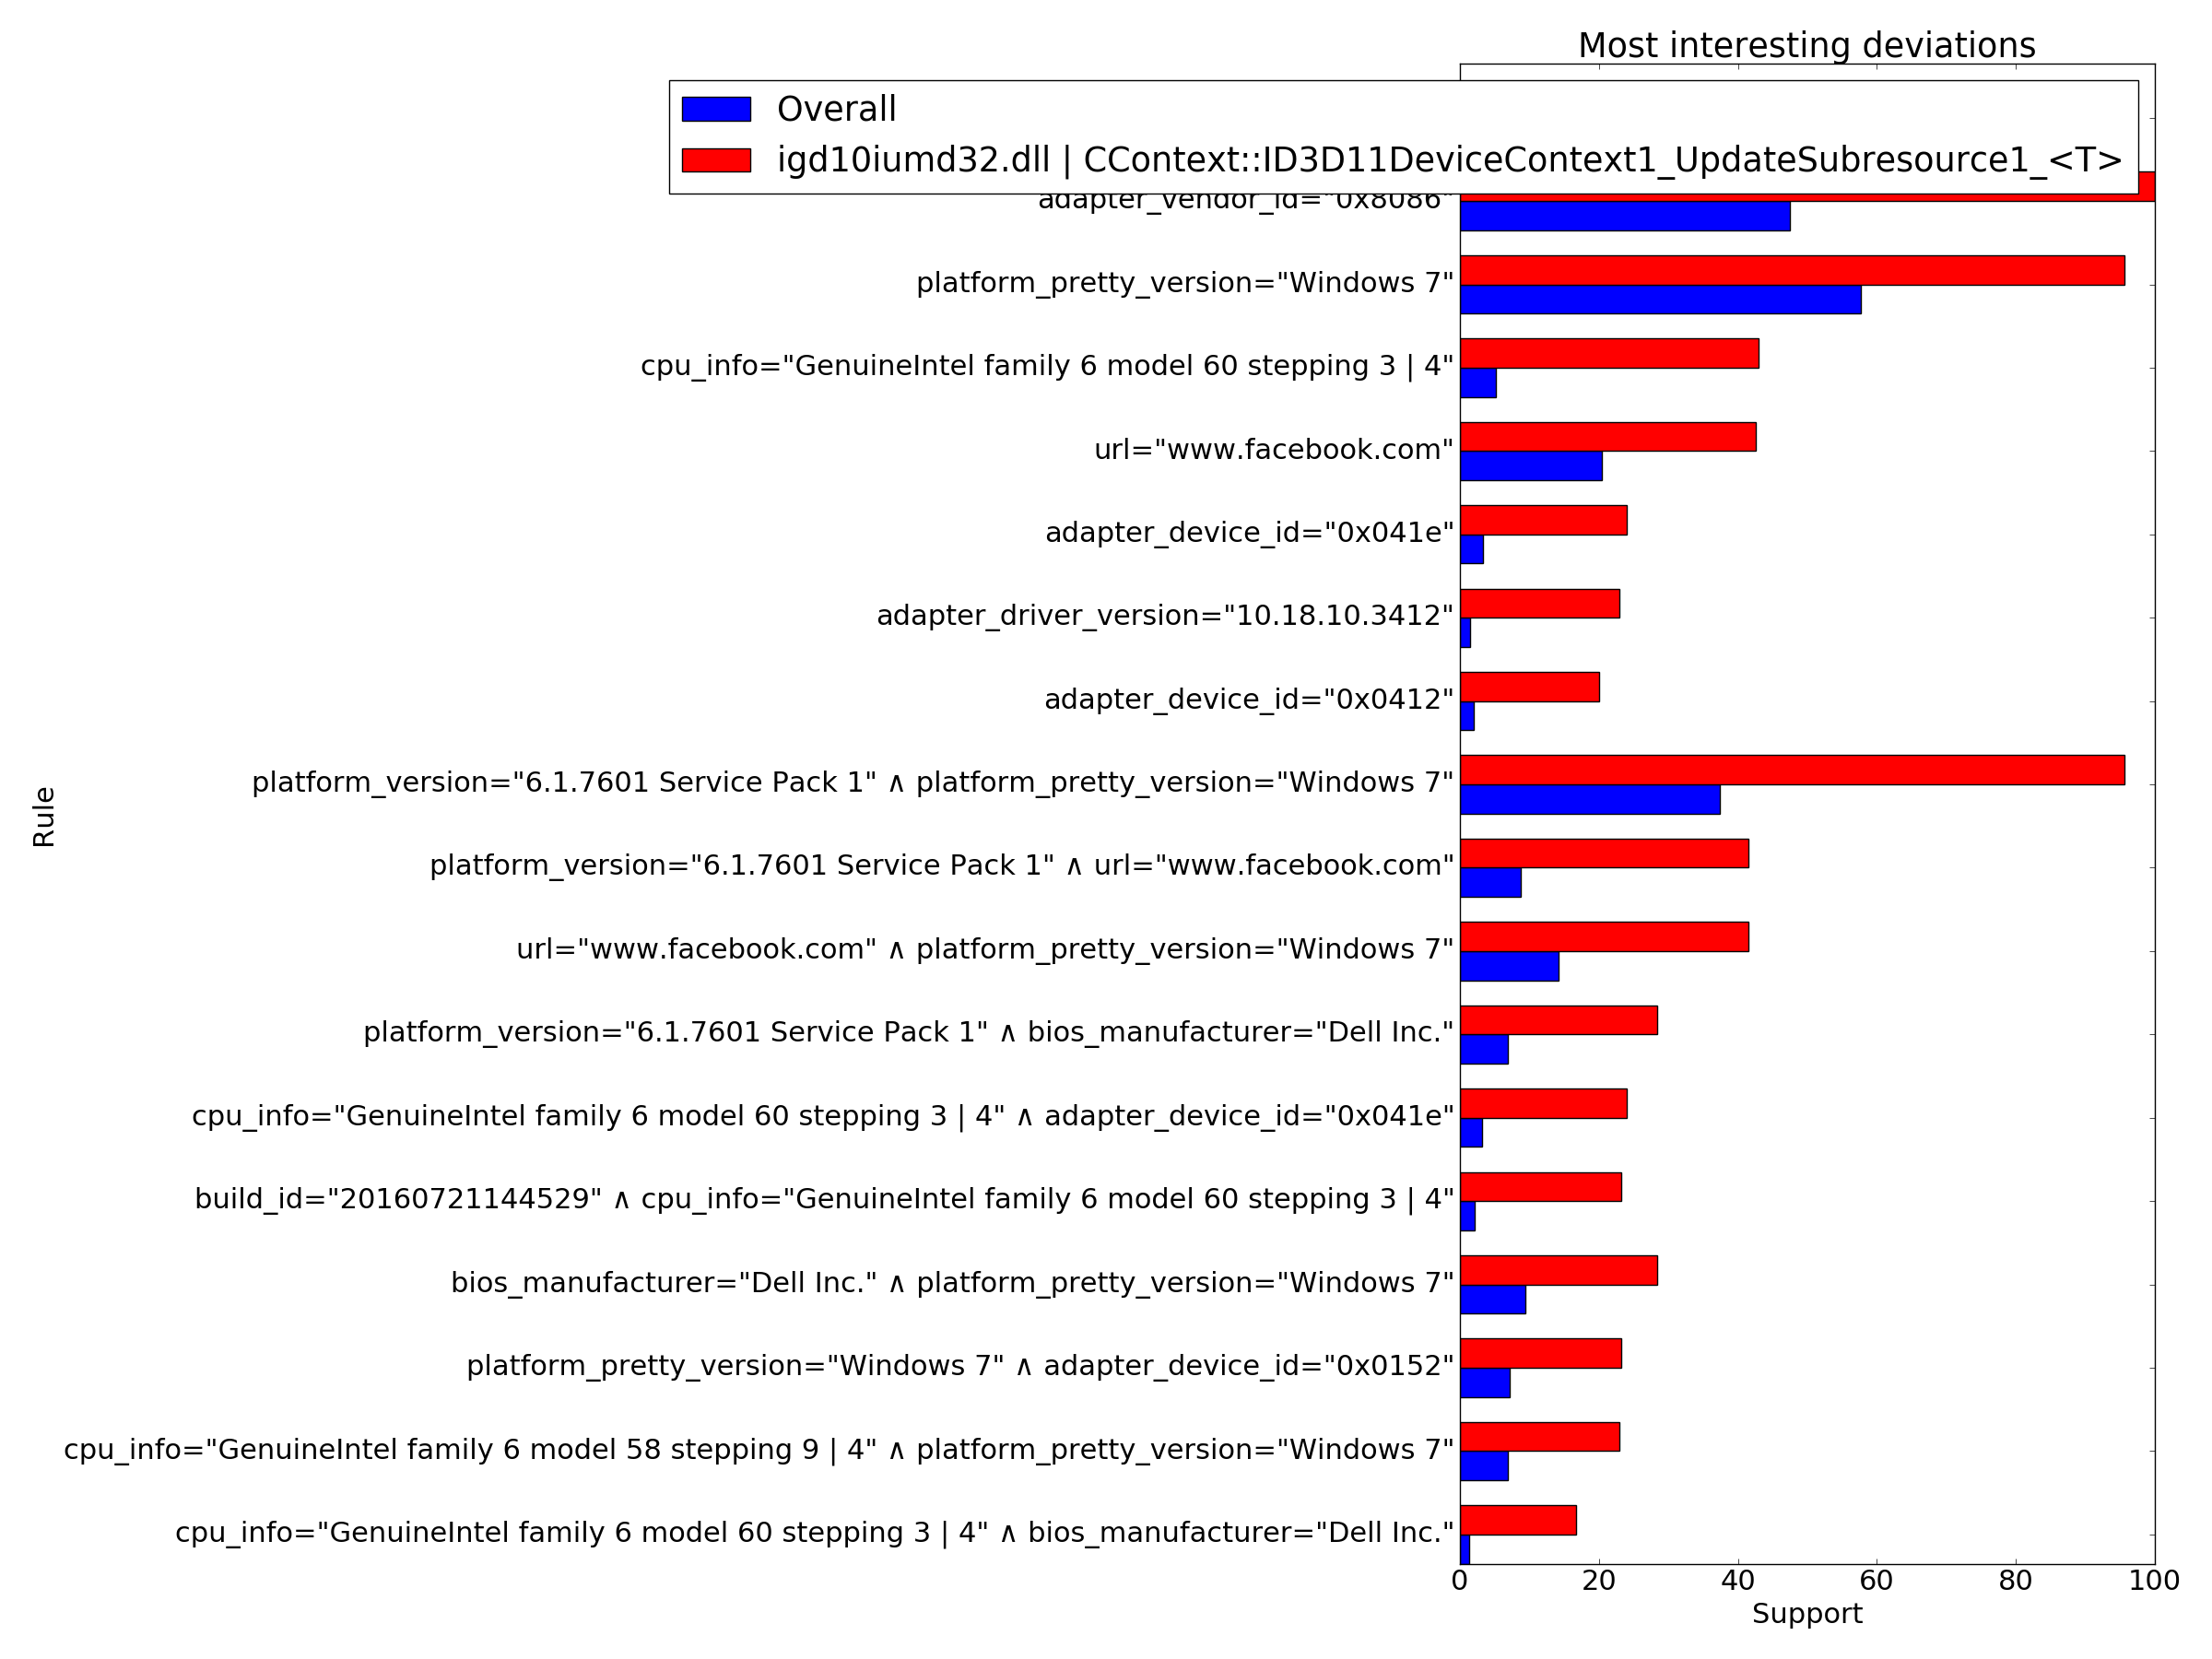 Most interesting deviations
Overall
igd10iumd32.dll | CContext::ID3D11DeviceContext1_UpdateSubresource1_<T>
adapter_vendor_id="0x8086"
platform_pretty_version="Windows 7"
cpu_info="GenuineIntel family 6 model 60 stepping 3 | 4"
url="www.facebook.com"
adapter_device_id="0x041e"
adapter_driver_version="10.18.10.3412"
adapter_device_id="0x0412"
platform_version="6.1.7601 Service Pack 1" ∧ platform_pretty_version="Windows 7"
Rule
platform_version="6.1.7601 Service Pack 1" ∧ url="www.facebook.com"
url="www.facebook.com" ∧ platform_pretty_version="Windows 7"
platform_version="6.1.7601 Service Pack 1" ∧ bios_manufacturer="Dell Inc."
cpu_info="GenuineIntel family 6 model 60 stepping 3 | 4" ∧ adapter_device_id="0x041e"
build_id="20160721144529" ∧ cpu_info="GenuineIntel family 6 model 60 stepping 3 | 4"
bios_manufacturer="Dell Inc." ∧ platform_pretty_version="Windows 7"
platform_pretty_version="Windows 7" ∧ adapter_device_id="0x0152"
cpu_info="GenuineIntel family 6 model 58 stepping 9 | 4" ∧ platform_pretty_version="Windows 7"
cpu_info="GenuineIntel family 6 model 60 stepping 3 | 4" ∧ bios_manufacturer="Dell Inc."
0 20 40 60 80 100
Support